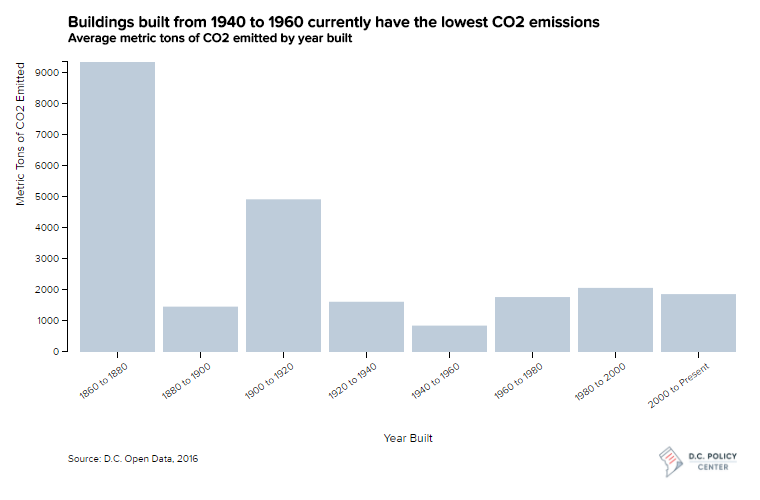 Buildings built from 1940 to 1960 currently have the lowest CO2 emissions
Average metric tons of CO2 emitted by year built
Metric Tons of CO2 Emitted
9000
8000
7000
6000
5000
4000
3000
2000
1000
0
1860 to 1880
1880 to 1900
1900 to 1920
1920 to 1940
1940 to 1960
1960 to 1980
1980 to 2000
2000 to Present
Year Built
Source: D.C. Open Data, 2016
D.C. POLICY
CENTER